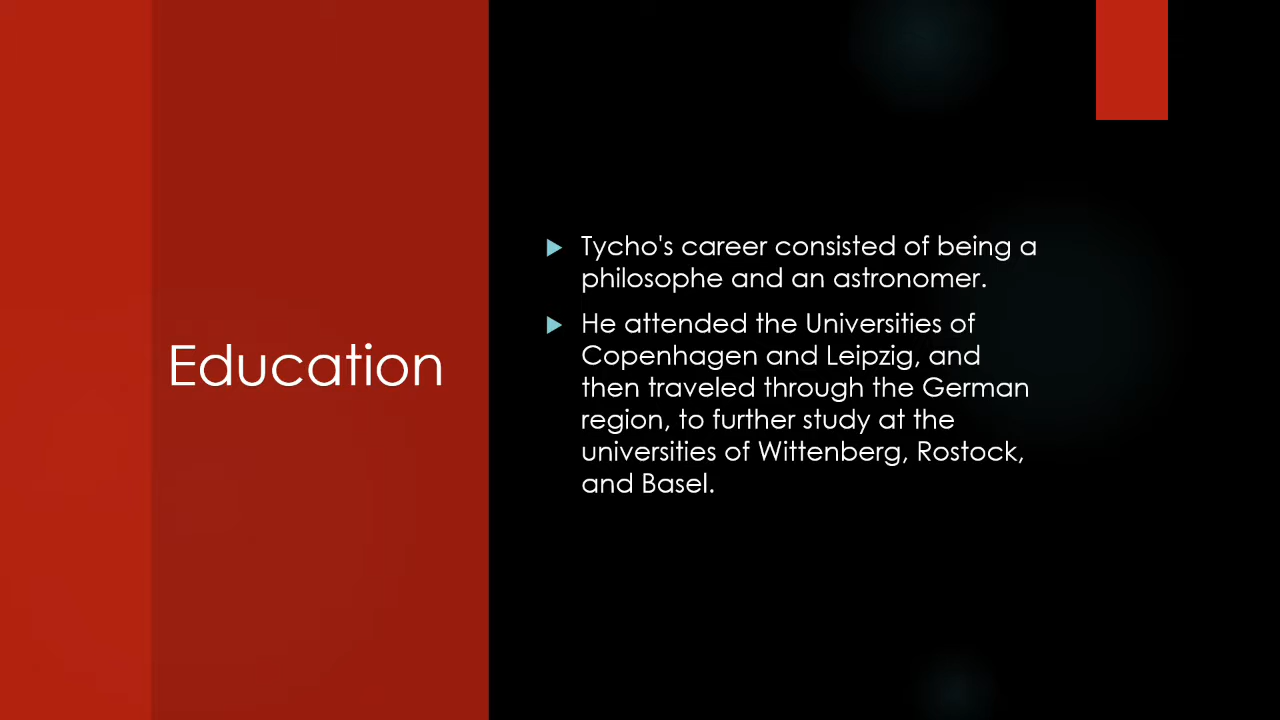 Education
Tycho's career consisted of being a
philosophe and an astronomer.
He attended the Universities of
Copenhagen and Leipzig, and
then traveled through the German
region, to further study at the
universities of Wittenberg, Rostock,
and Basel.